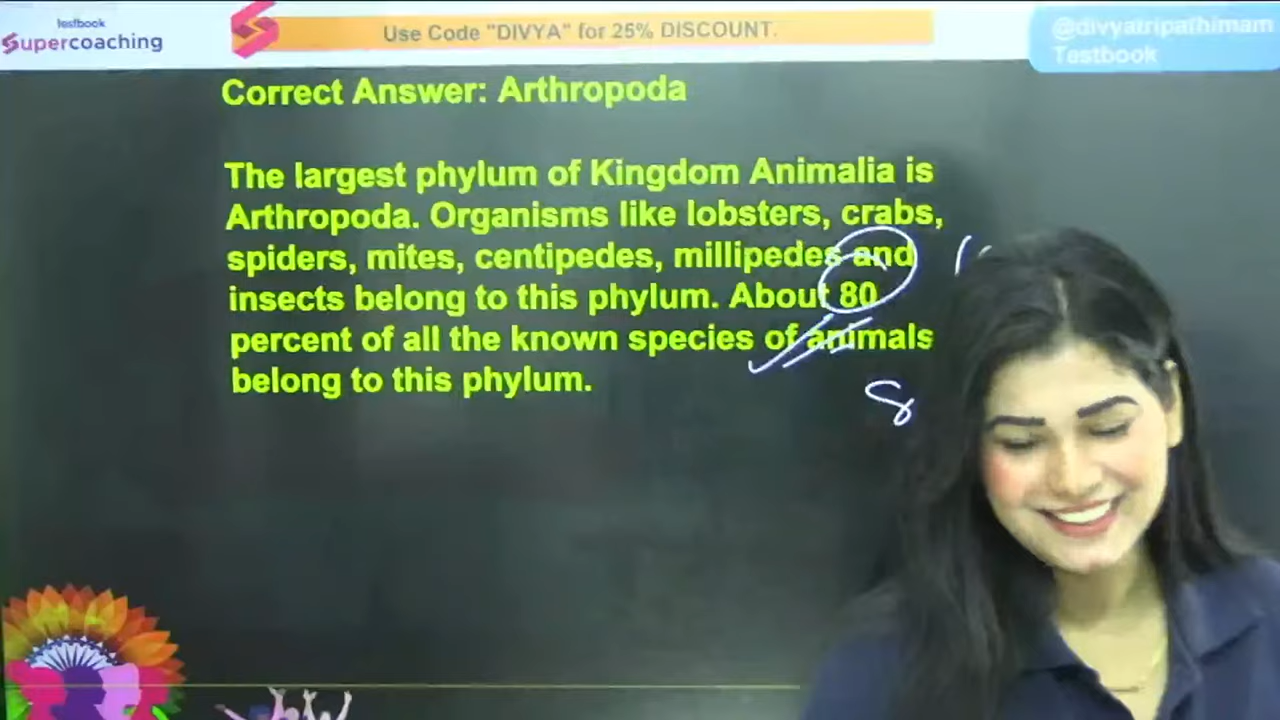 testbook
Supercoaching
Use Code "DIVYA" for 25% DISCOUNT.
@divyatripathimam
Testbook
Correct Answer: Arthropoda
The largest phylum of Kingdom Animalia is
Arthropoda. Organisms like lobsters, crabs,
spiders, mites, centipedes, millipedes and
insects belong to this phylum. About 80
percent of all the known species of animals
belong to this phylum.
8